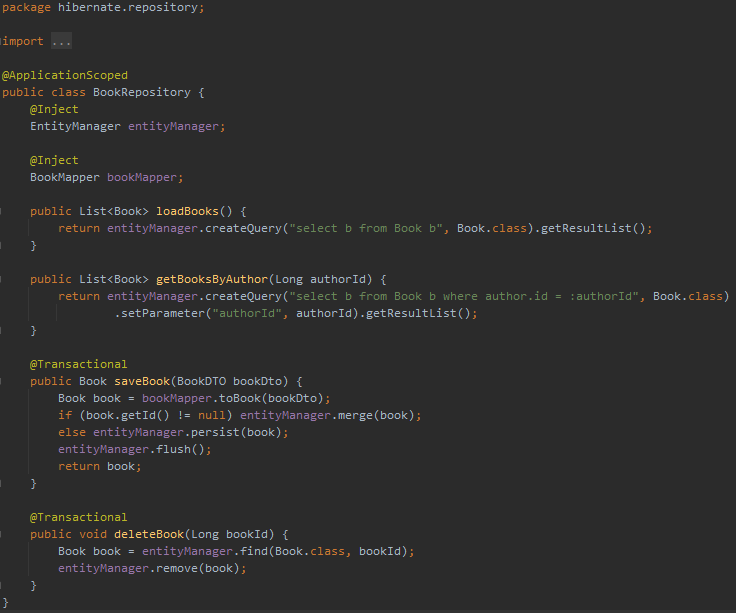 package hibernate.repository;
import ...
@ApplicationScoped
public class BookRepository {
@Inject
EntityManager entityManager;
@Inject
BookMapper bookMapper;
public List<Book> loadBooks() {
return entityManager.createQuery("select b from Book b", Book.class).getResultList();
}
public List<Book> getBooksByAuthor(Long authorId) {
return entityManager.createQuery("select b from Book b where author.id = :authorId", Book.class)
.setParameter("authorId", authorId).getResultList();
}
@Transactional
public Book saveBook(BookDTO bookDto) {
Book book = bookMapper.toBook(bookDto);
if (book.getId() != null) entityManager.merge(book);
else entityManager.persist(book);
entityManager.flush();
return book;
}
@Transactional
public void deleteBook(Long bookId) {
Book book = entityManager.find(Book.class, bookId);
entityManager.remove(book);
}
}